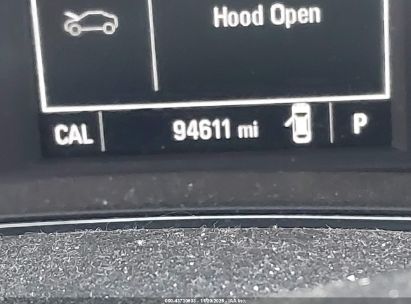 Hood Open
CAL 94611 mi P